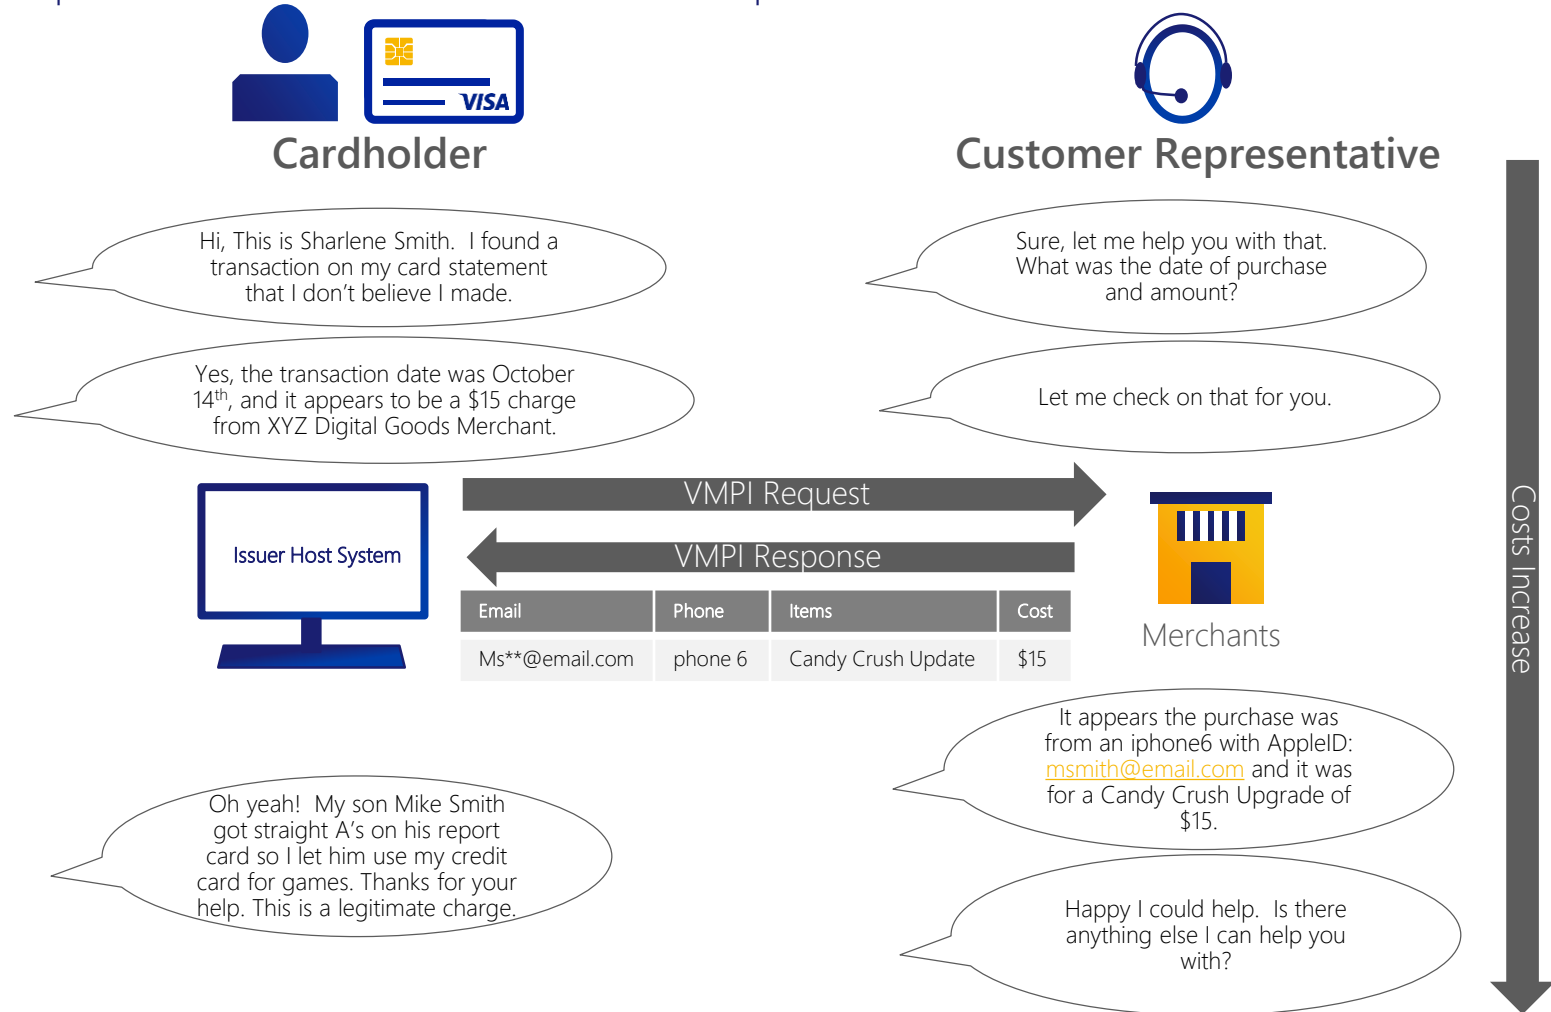 VISA
Cardholder
Customer Representative
Hi, This is Sharlene Smith.  I found a
transaction on my card statement
that I don't believe I made.
Sure, let me help you with that.
What was the date of purchase
and amount?
Yes, the transaction date was October
14th, and it appears to be a $15 charge
from XYZ Digital Goods Merchant.
Let me check on that for you.
VMPI Request
Issuer Host System
VMPI Response
Email Phone Items Cost
Ms**@email.com phone 6 Candy Crush Update $15
Merchants
Costs Increase
It appears the purchase was
from an iphone6 with AppleID:
msmith@email.com and it was
for a Candy Crush Upgrade of
$15.
Oh yeah!  My son Mike Smith
got straight A's on his report
card so I let him use my credit
card for games. Thanks for your
help. This is a legitimate charge.
Happy I could help.  Is there
anything else I can help you
with?